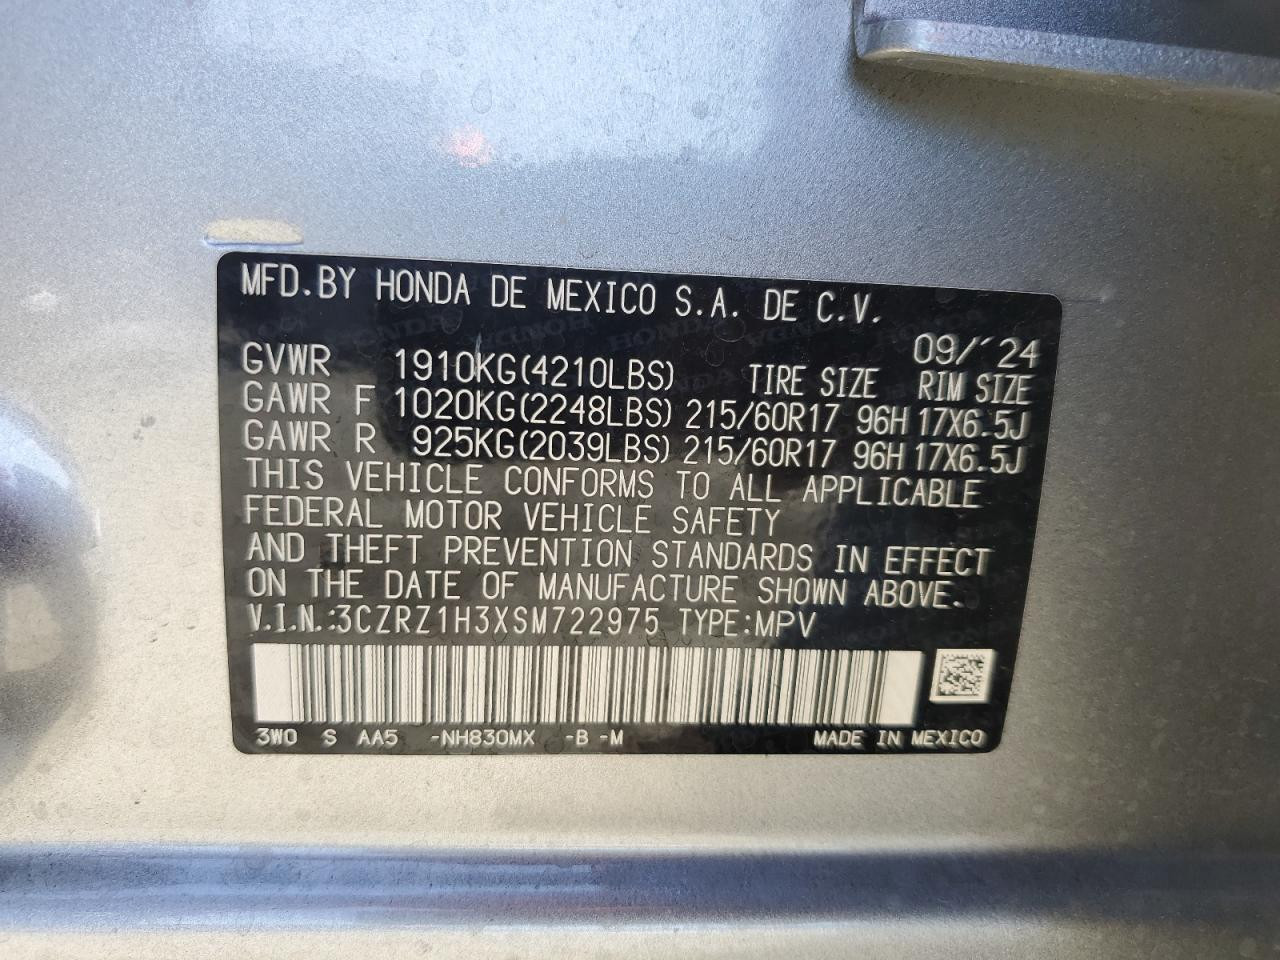 MFD.BY HONDA DE MEXICO S.A. DE C.V.
09/´24
GVWR 1910KG(4210LBS) TIRE SIZE RIM SIZE
GAWR F 1020KG(2248LBS) 215/60R17 96H 17X6.5J
GAWR R 925KG(2039LBS) 215/60R17 96H 17X6.5J
THIS VEHICLE CONFORMS TO ALL APPLICABLE
FEDERAL MOTOR VEHICLE SAFETY
AND THEFT PREVENTION STANDARDS IN EFFECT
ON THE DATE OF MANUFACTURE SHOWN ABOVE.
V.I.N.:3CZRZ1H3XSM722975 TYPE:MPV
3W0 S AA5 -NH830MX -B -M MADE IN MEXICO